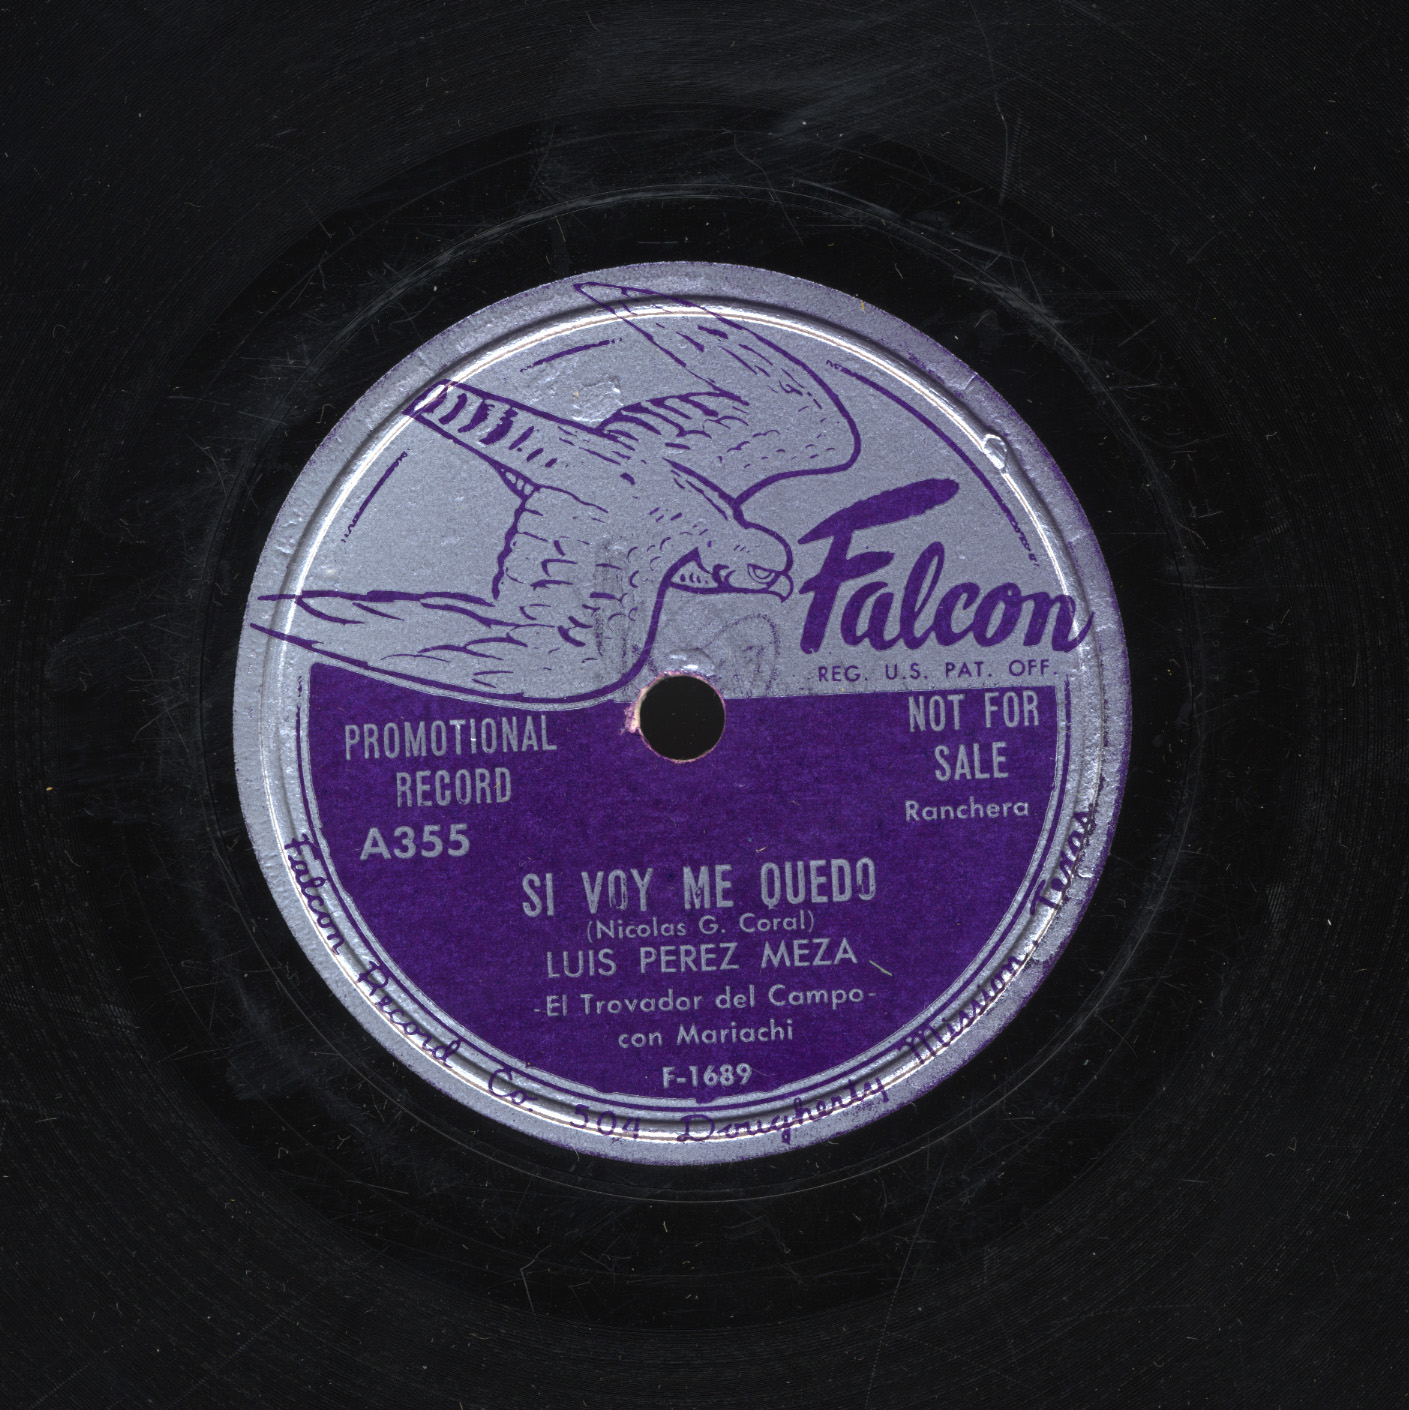 Falcon
REG. U.S. PAT. OFF.
PROMOTIONAL
RECORD
A355
NOT FOR
SALE
Ranchera
SI VOY ME QUEDO
(Nicolas G. Coral)
LUIS PEREZ MEZA
-El Trovador del Campo-
con Mariachi
F-1689
Falcon Record Co. 504 Dougherty Mission, Texas